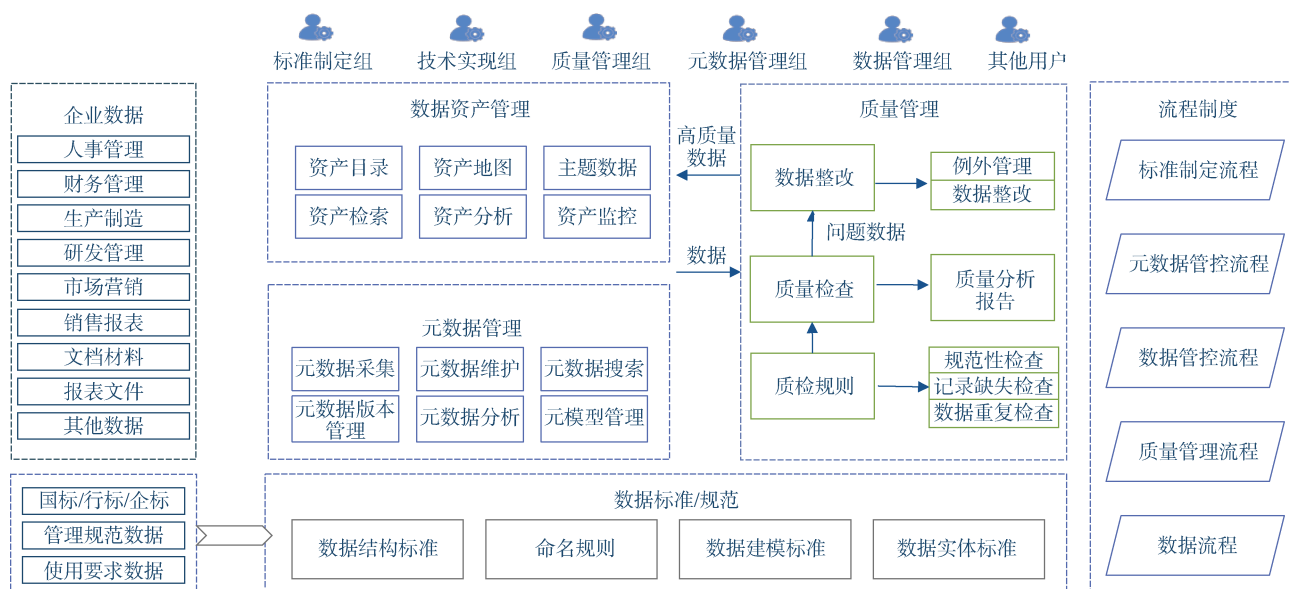 标准制定组
技术实现组
质量管理组
元数据管理组
数据管理组
其他用户
企业数据
人事管理
财务管理
生产制造
研发管理
市场营销
销售报表
文档材料
报表文件
其他数据
国标/行标/企标
管理规范数据
使用要求数据
数据资产管理
资产目录
资产地图
主题数据
资产检索
资产分析
资产监控
元数据管理
元数据采集
元数据维护
元数据搜索
元数据版本
管理
元数据分析
元模型管理
高质量
数据
数据
质量管理
数据整改
例外管理
数据整改
问题数据
质量检查
质量分析
报告
质检规则
规范性检查
记录缺失检查
数据重复检查
数据标准/规范
数据结构标准
命名规则
数据建模标准
数据实体标准
流程制度
标准制定流程
元数据管控流程
数据管控流程
质量管理流程
数据流程